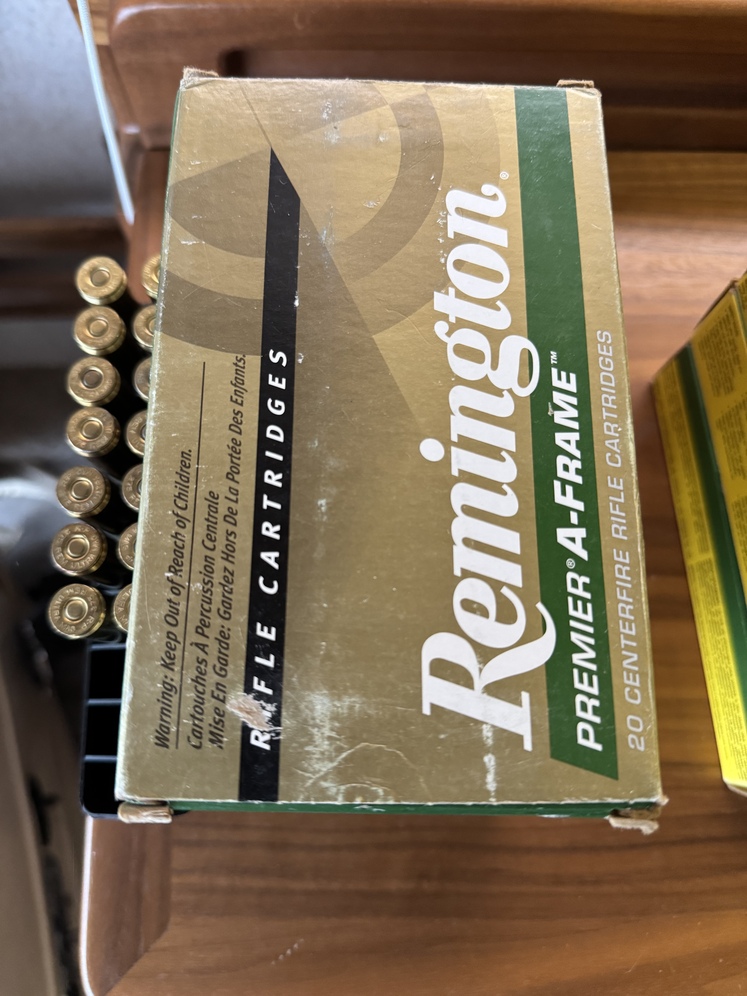 Warning: Keep Out of Reach of Children.
Cartouches À Percussion Centrale
Mise En Garde: Gardez Hors De La Portée Des Enfants.
RIFLE CARTRIDGES
Remington®
PREMIER® A-FRAME™
20 CENTERFIRE RIFLE CARTRIDGES